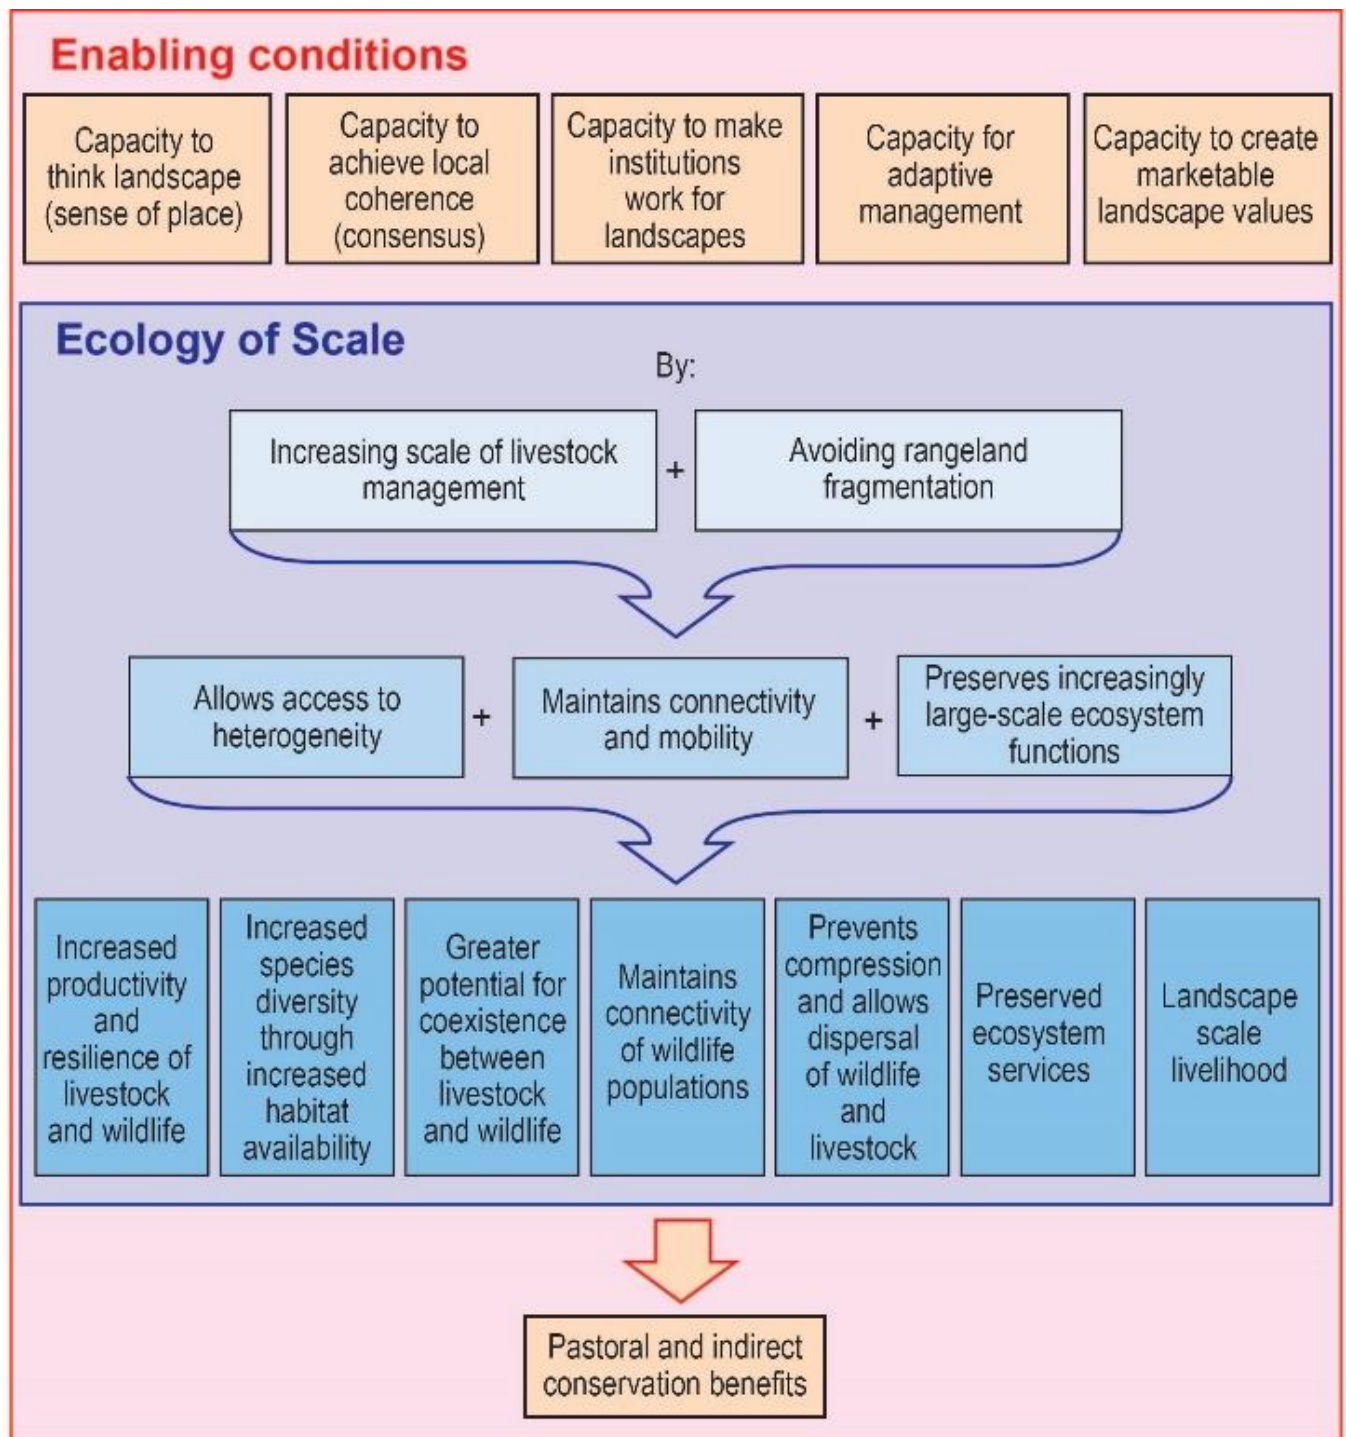 Enabling conditions
Capacity to
think landscape
(sense of place)
Capacity to
achieve local
coherence
(consensus)
Capacity to make
institutions
work for
landscapes
Capacity for
adaptive
management
Capacity to create
marketable
landscape values
Ecology of Scale
By:
Increasing scale of livestock
management
+
Avoiding rangeland
fragmentation
Allows access to
heterogeneity
+
Maintains connectivity
and mobility
+
Preserves increasingly
large-scale ecosystem
functions
Increased
productivity
and
resilience of
livestock
and wildlife
Increased
species
diversity
through
increased
habitat
availability
Greater
potential for
coexistence
between
livestock
and wildlife
Maintains
connectivity
of wildlife
populations
Prevents
compression
and allows
dispersal
of wildlife
and
livestock
Preserved
ecosystem
services
Landscape
scale
livelihood
Pastoral and indirect
conservation benefits